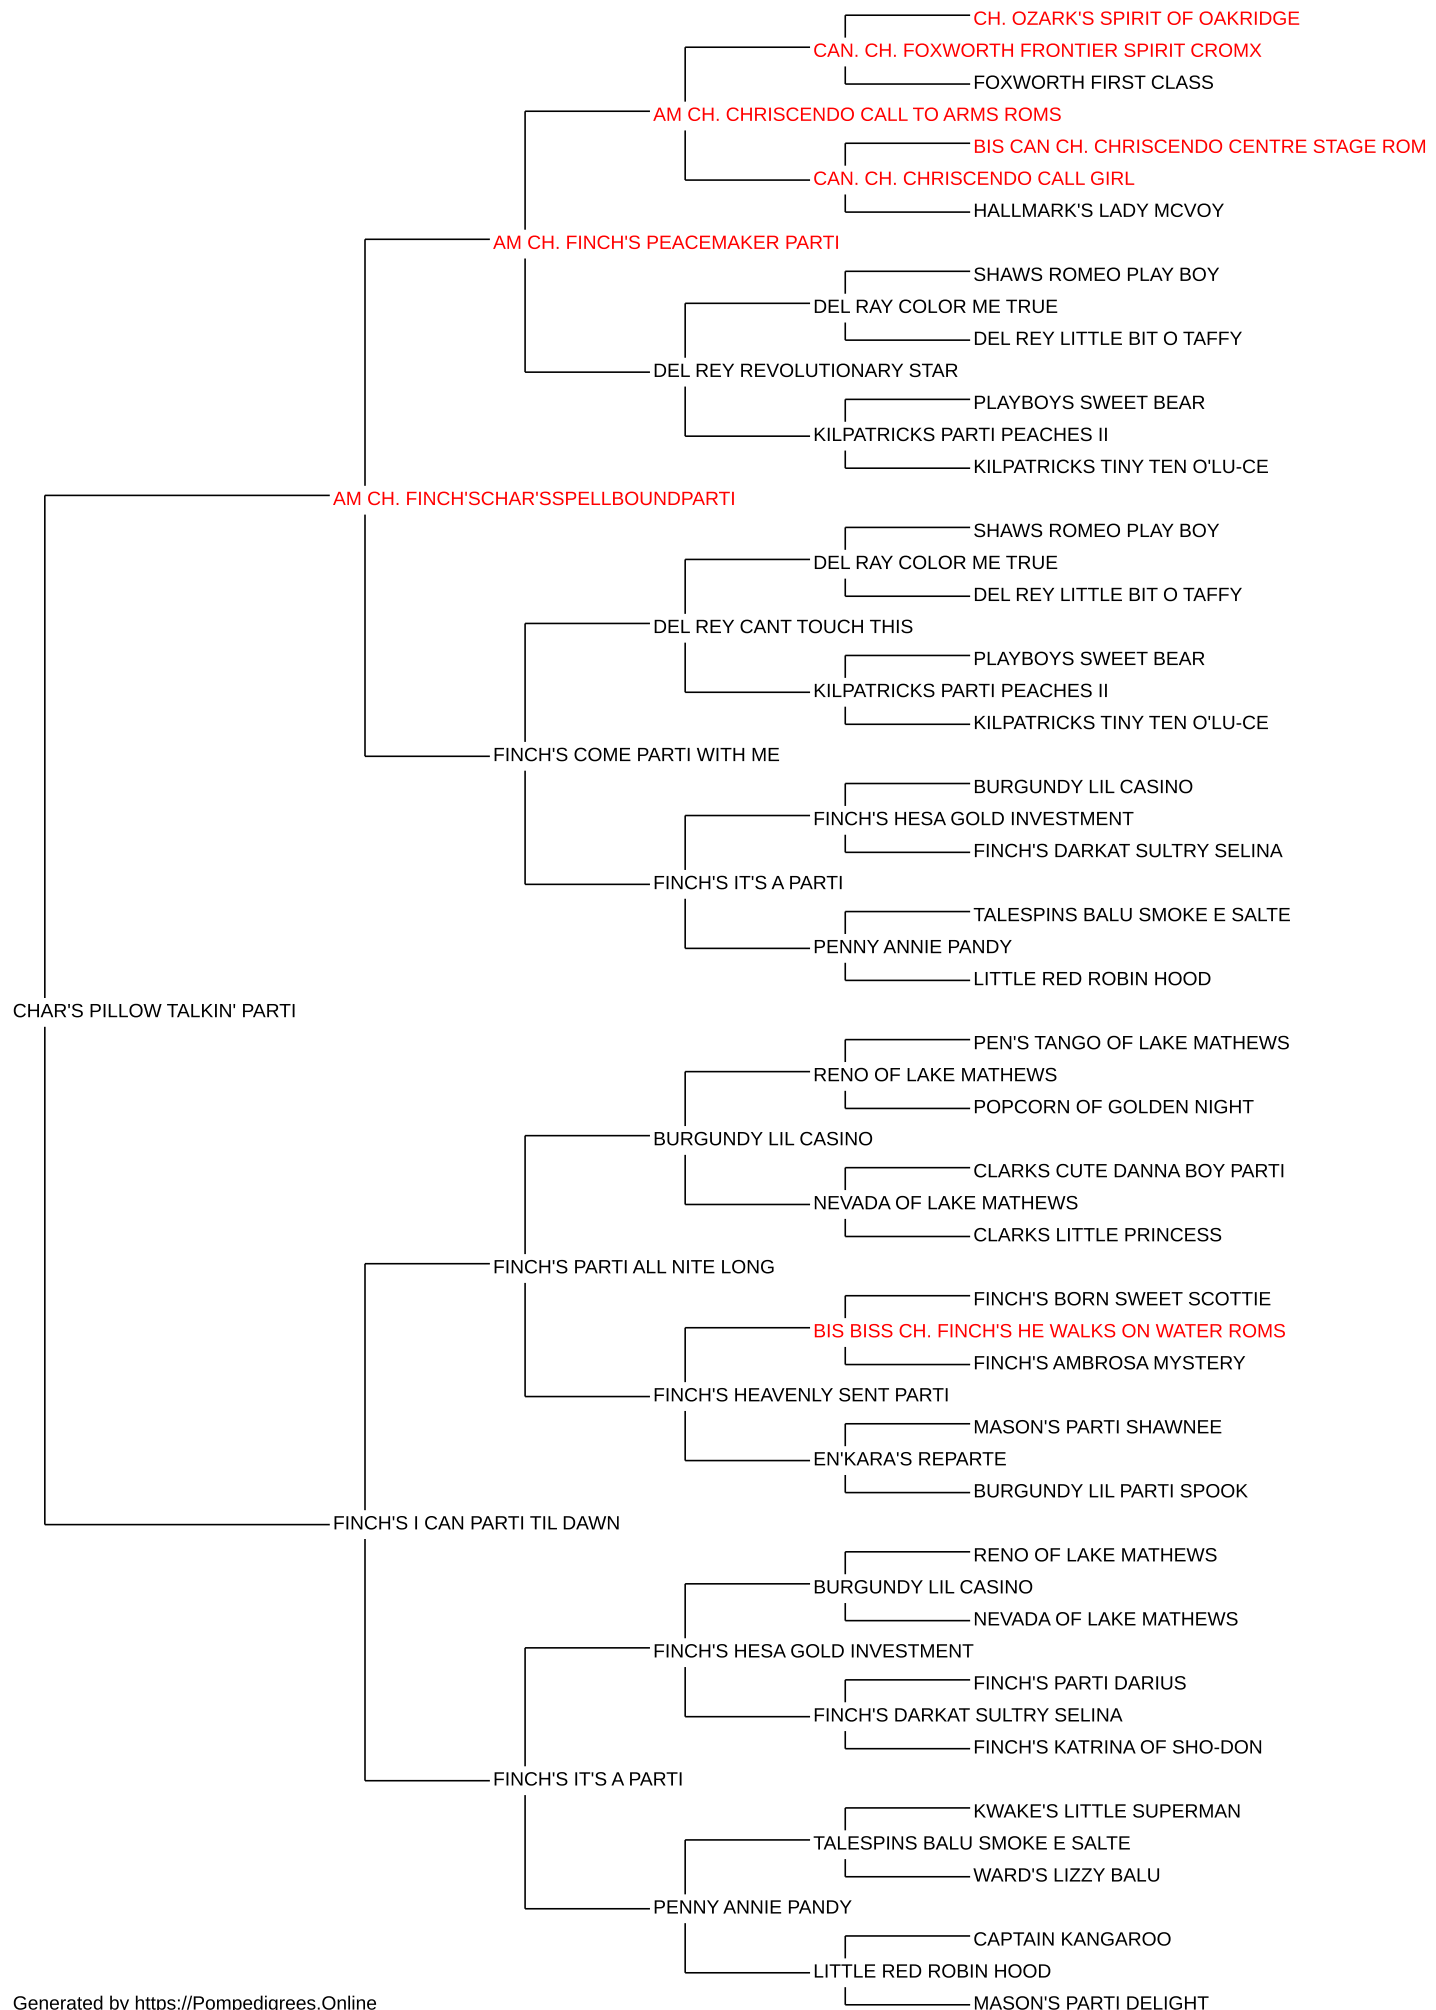 CH. OZARK'S SPIRIT OF OAKRIDGE
CAN. CH. FOXWORTH FRONTIER SPIRIT CROMX
FOXWORTH FIRST CLASS
AM CH. CHRISCENDO CALL TO ARMS ROMS
BIS CAN CH. CHRISCENDO CENTRE STAGE ROM
CAN. CH. CHRISCENDO CALL GIRL
HALLMARK'S LADY MCVOY
AM CH. FINCH'S PEACEMAKER PARTI
SHAWS ROMEO PLAY BOY
DEL RAY COLOR ME TRUE
DEL REY LITTLE BIT O TAFFY
DEL REY REVOLUTIONARY STAR
PLAYBOYS SWEET BEAR
KILPATRICKS PARTI PEACHES II
KILPATRICKS TINY TEN O'LU-CE
AM CH. FINCH'SCHAR'SSPELLBOUNDPARTI
SHAWS ROMEO PLAY BOY
DEL RAY COLOR ME TRUE
DEL REY LITTLE BIT O TAFFY
DEL REY CANT TOUCH THIS
PLAYBOYS SWEET BEAR
KILPATRICKS PARTI PEACHES II
KILPATRICKS TINY TEN O'LU-CE
FINCH'S COME PARTI WITH ME
BURGUNDY LIL CASINO
FINCH'S HESA GOLD INVESTMENT
FINCH'S DARKAT SULTRY SELINA
FINCH'S IT'S A PARTI
TALESPINS BALU SMOKE E SALTE
PENNY ANNIE PANDY
LITTLE RED ROBIN HOOD
CHAR'S PILLOW TALKIN' PARTI
PEN'S TANGO OF LAKE MATHEWS
RENO OF LAKE MATHEWS
POPCORN OF GOLDEN NIGHT
BURGUNDY LIL CASINO
CLARKS CUTE DANNA BOY PARTI
NEVADA OF LAKE MATHEWS
CLARKS LITTLE PRINCESS
FINCH'S PARTI ALL NITE LONG
FINCH'S BORN SWEET SCOTTIE
BIS BISS CH. FINCH'S HE WALKS ON WATER ROMS
FINCH'S AMBROSA MYSTERY
FINCH'S HEAVENLY SENT PARTI
MASON'S PARTI SHAWNEE
EN'KARA'S REPARTE
BURGUNDY LIL PARTI SPOOK
FINCH'S I CAN PARTI TIL DAWN
RENO OF LAKE MATHEWS
BURGUNDY LIL CASINO
NEVADA OF LAKE MATHEWS
FINCH'S HESA GOLD INVESTMENT
FINCH'S PARTI DARIUS
FINCH'S DARKAT SULTRY SELINA
FINCH'S KATRINA OF SHO-DON
FINCH'S IT'S A PARTI
KWAKE'S LITTLE SUPERMAN
TALESPINS BALU SMOKE E SALTE
WARD'S LIZZY BALU
PENNY ANNIE PANDY
CAPTAIN KANGAROO
LITTLE RED ROBIN HOOD
MASON'S PARTI DELIGHT
Generated by https://Pompedigrees.Online